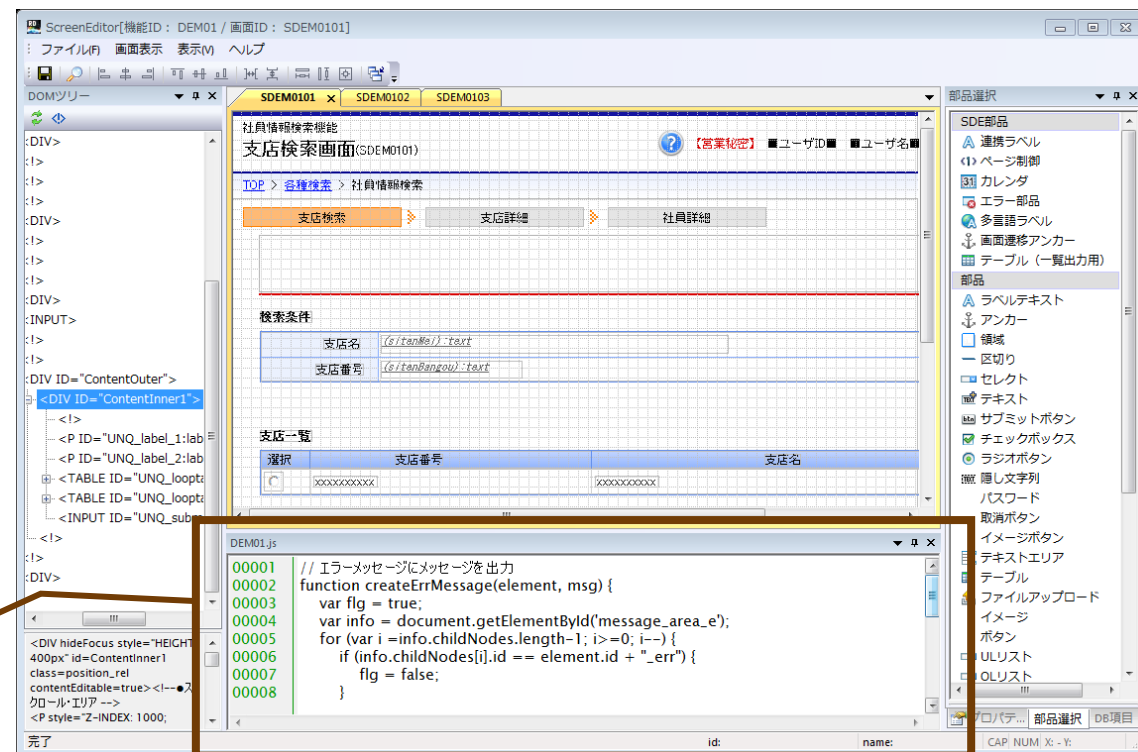 ScreenEditor[機能ID： DEM01 / 画面ID： SDEM0101]
ファイル(F) 画面表示 表示(V) ヘルプ
DOMツリー
<DIV>
<!>
<!>
<!>
<DIV>
<!>
<!>
<!>
<DIV>
<INPUT>
<!>
<!>
<DIV ID="ContentOuter">
<DIV ID="ContentInner1">
<!>
<P ID="UNQ_label_1:lab
<P ID="UNQ_label_2:lab
<TABLE ID="UNQ_loopta
<TABLE ID="UNQ_loopta
<INPUT ID="UNQ_subm
<!>
<!>
<DIV>
<DIV hideFocus style="HEIGHT
400px" id=ContentInner1
class=position_rel
contentEditable=true><!--●ス
クロール・エリア -->
<P style="Z-INDEX: 1000;
SDEM0101 SDEM0102 SDEM0103
社員情報検索機能
支店検索画面(SDEM0101)
【営業秘密】 ■ユーザID■ ■ユーザ名■
TOP > 各種検索 > 社員情報検索
支店検索 支店詳細 社員詳細
検索条件
支店名 (sitenMei):text
支店番号 (sitenBangou):text
支店一覧
選択 支店番号 支店名
xxxxxxxxxx xxxxxxxxxx
DEM01.js
00001 // エラーメッセージにメッセージを出力
00002 function createErrMessage(element, msg) {
00003 var flg = true;
00004 var info = document.getElementById('message_area_e');
00005 for (var i =info.childNodes.length-1; i>=0; i--) {
00006 if (info.childNodes[i].id == element.id + "_err") {
00007 flg = false;
00008 }
部品選択
SDE部品
連携ラベル
ページ制御
カレンダ
エラー部品
多言語ラベル
画面遷移アンカー
テーブル（一覧出力用）
部品
ラベルテキスト
アンカー
領域
区切り
セレクト
テキスト
サブミットボタン
チェックボックス
ラジオボタン
隠し文字列
パスワード
取消ボタン
イメージボタン
テキストエリア
テーブル
ファイルアップロード
イメージ
ボタン
ULリスト
OLリスト
プロパテ... 部品選択 DB項目
完了 id: name: CAP NUM X: - Y: